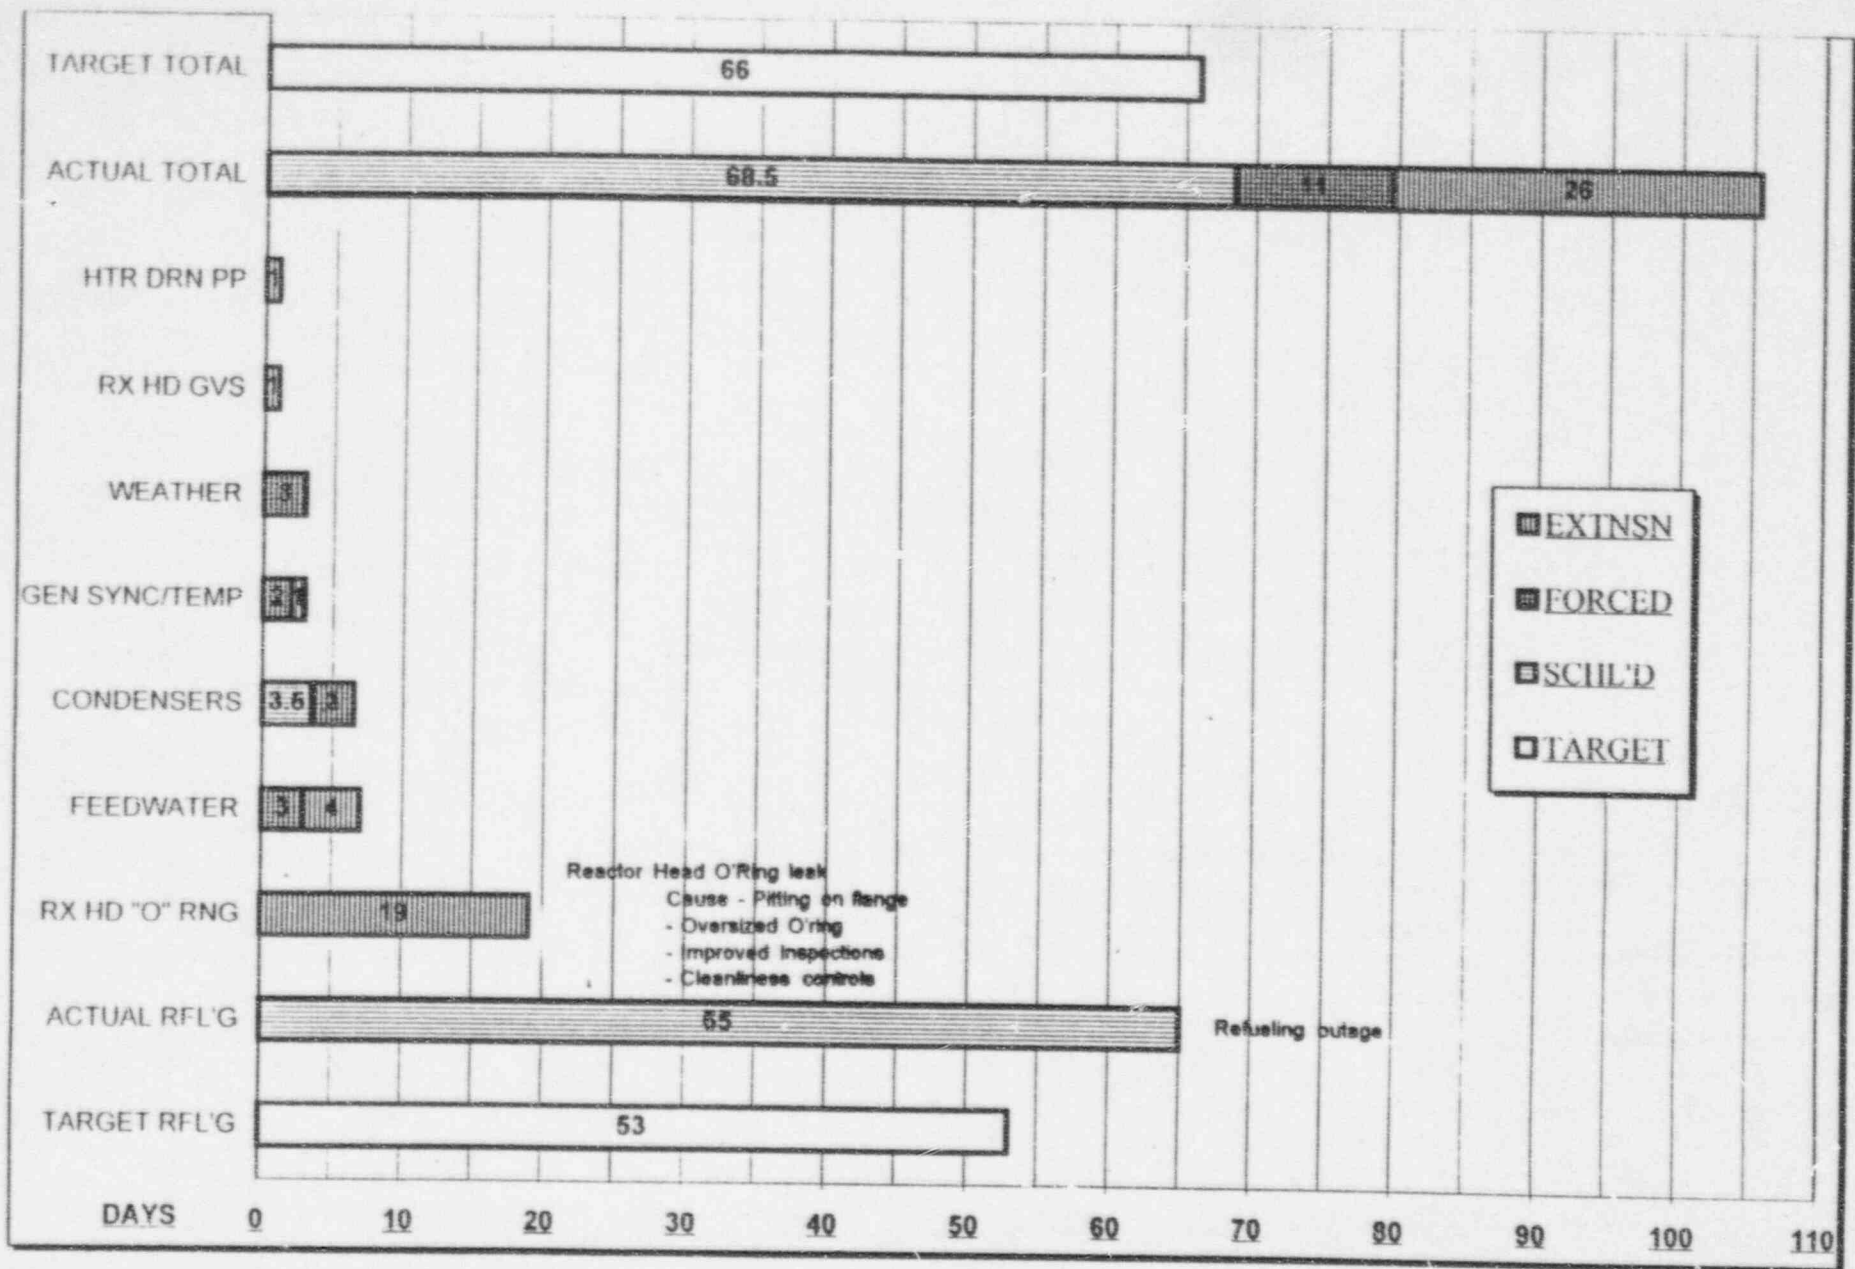 TARGET TOTAL 66
ACTUAL TOTAL 68.5 11 26
HTR DRN PP 1
RX HD GVS 1
WEATHER 3
GEN SYNC/TEMP 2
CONDENSERS 3.5 3
FEEDWATER 3 4
RX HD "O" RNG 19
Reactor Head O'Ring leak
Cause - Pitting on flange
- Oversized O'ring
- Improved Inspections
- Cleanliness controls
ACTUAL RFL'G 65 Refueling outage
TARGET RFL'G 53
DAYS 0 10 20 30 40 50 60 70 80 90 100 110
EXTNSN
FORCED
SCHL'D
TARGET